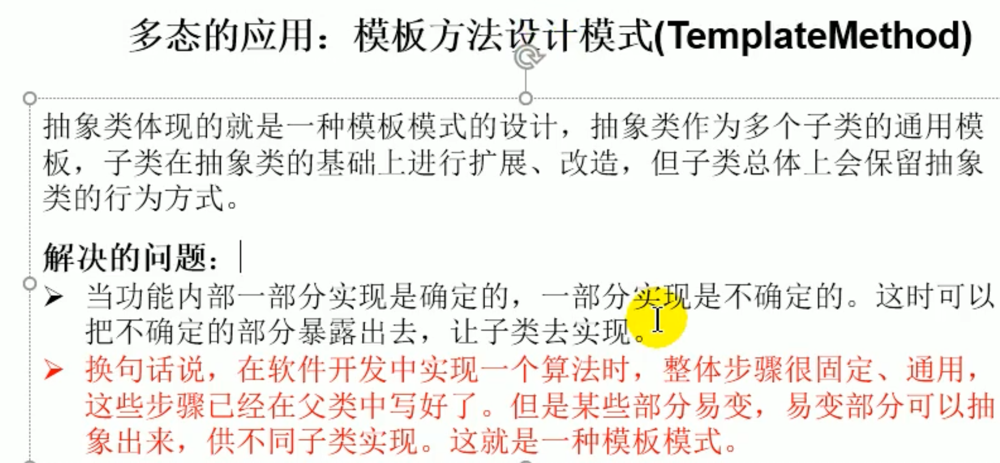 多态的应用：模板方法设计模式(TemplateMethod)
抽象类体现的就是一种模板模式的设计，抽象类作为多个子类的通用模
板，子类在抽象类的基础上进行扩展、改造，但子类总体上会保留抽象
类的行为方式。
解决的问题：
➢ 当功能内部一部分实现是确定的，一部分实现是不确定的。这时可以
把不确定的部分暴露出去，让子类去实现。
➢ 换句话说，在软件开发中实现一个算法时，整体步骤很固定、通用，
这些步骤已经在父类中写好了。但是某些部分易变，易变部分可以抽
象出来，供不同子类实现。这就是一种模板模式。